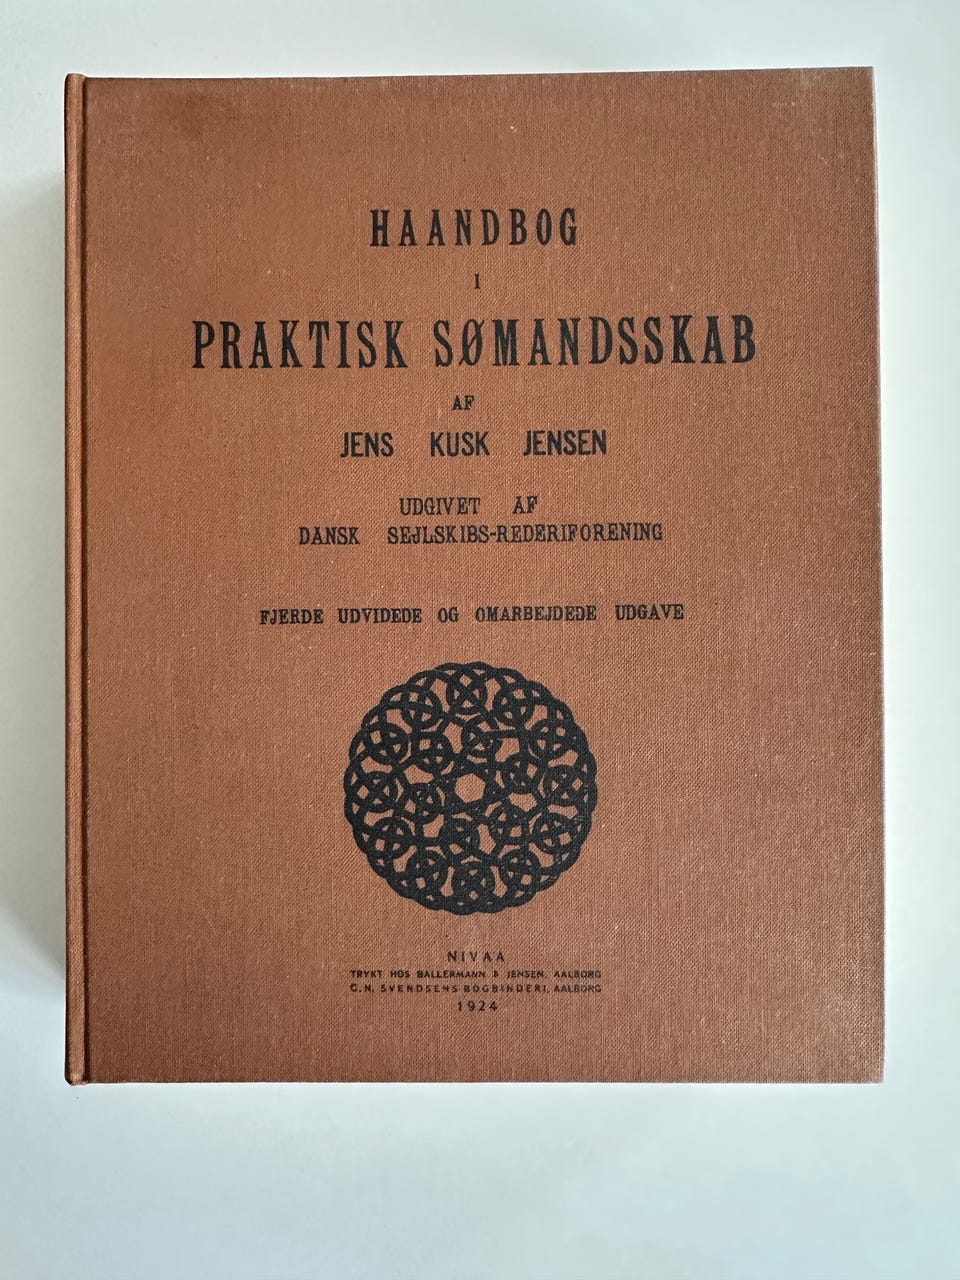 HAANDBOG
I
PRAKTISK SØMANDSSKAB
AF
JENS KUSK JENSEN
UDGIVET AF
DANSK SEJLSKIBS-REDERIFORENING
FJERDE UDVIDEDE OG OMARBEJDEDE UDGAVE
NIVAA
TRYKT HOS BALLERMANN & JENSEN, AALBORG
C. N. SVENDSENS BOGBINDERI, AALBORG
1924